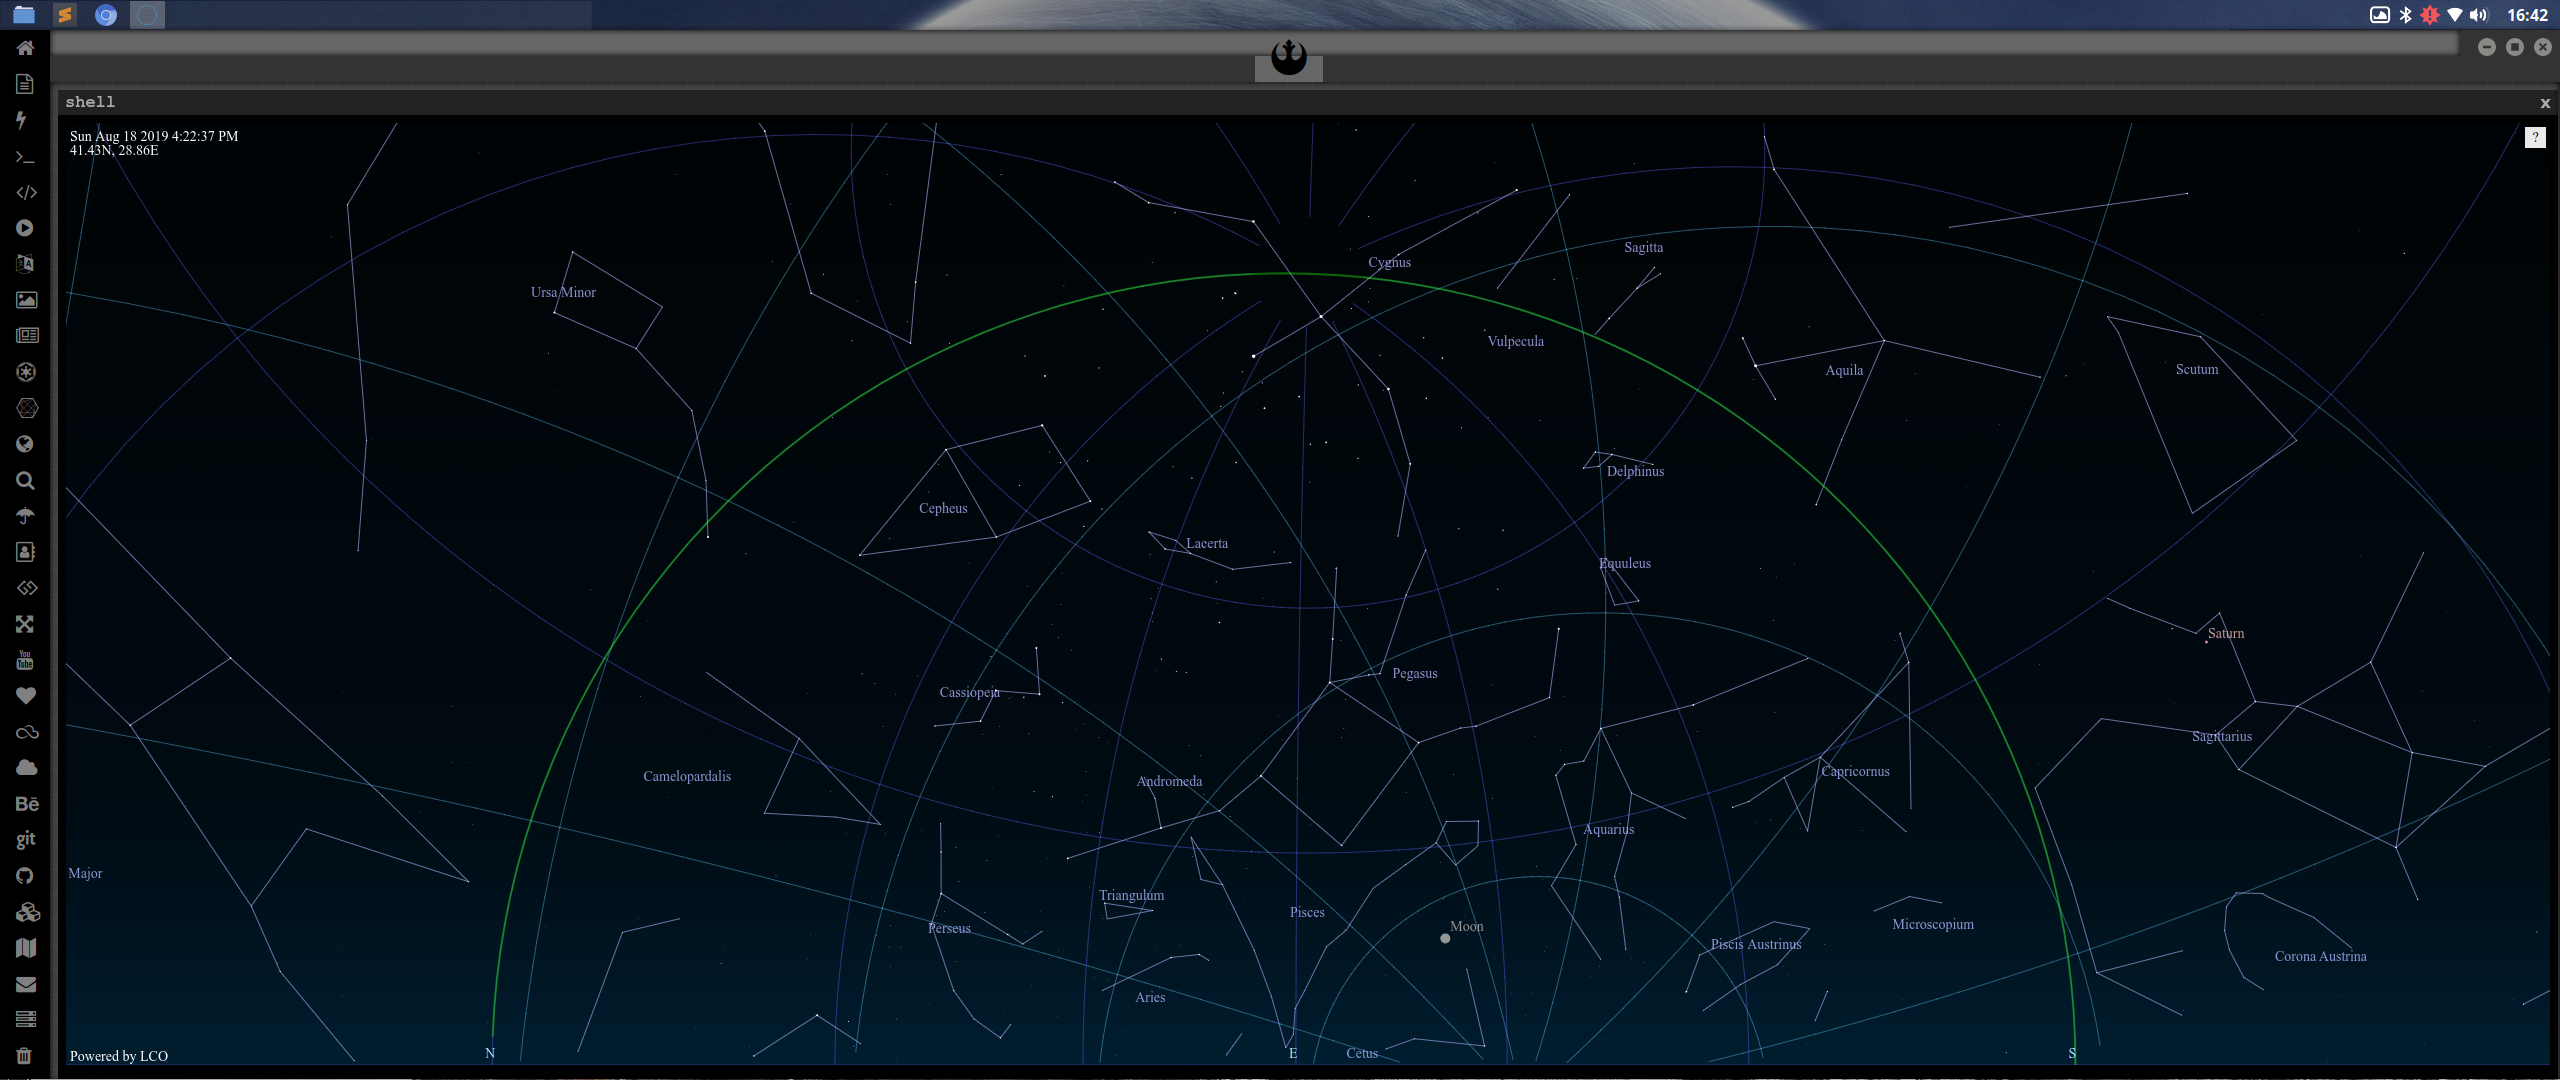 16:42
shell
x
Sun Aug 18 2019 4:22:37 PM
41.43N, 28.86E
?
Sagitta
Cygnus
Ursa Minor
Vulpecula
Aquila
Scutum
Delphinus
Cepheus
Lacerta
Equuleus
Saturn
Pegasus
Cassiopeia
Sagittarius
Capricornus
Camelopardalis
Andromeda
Aquarius
Major
Triangulum
Pisces
Microscopium
Moon
Perseus
Piscis Austrinus
Corona Austrina
Aries
N
E
Cetus
S
Powered by LCO
You
Tube
Bē
git